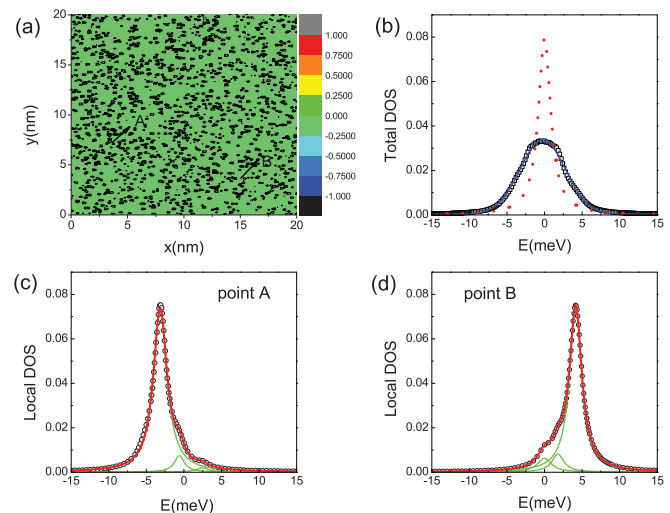 (a)
20
15
10
5
0
y(nm)
0 5 10 15 20
x(nm)
A
B
1.000
0.7500
0.5000
0.2500
0.000
-0.2500
-0.5000
-0.7500
-1.000
(b)
0.08
0.06
0.04
0.02
0.00
Total DOS
-15 -10 -5 0 5 10 15
E(meV)
(c)
point A
0.08
0.06
0.04
0.02
0.00
Local DOS
-15 -10 -5 0 5 10 15
E(meV)
(d)
point B
0.08
0.06
0.04
0.02
0.00
Local DOS
-15 -10 -5 0 5 10 15
E(meV)